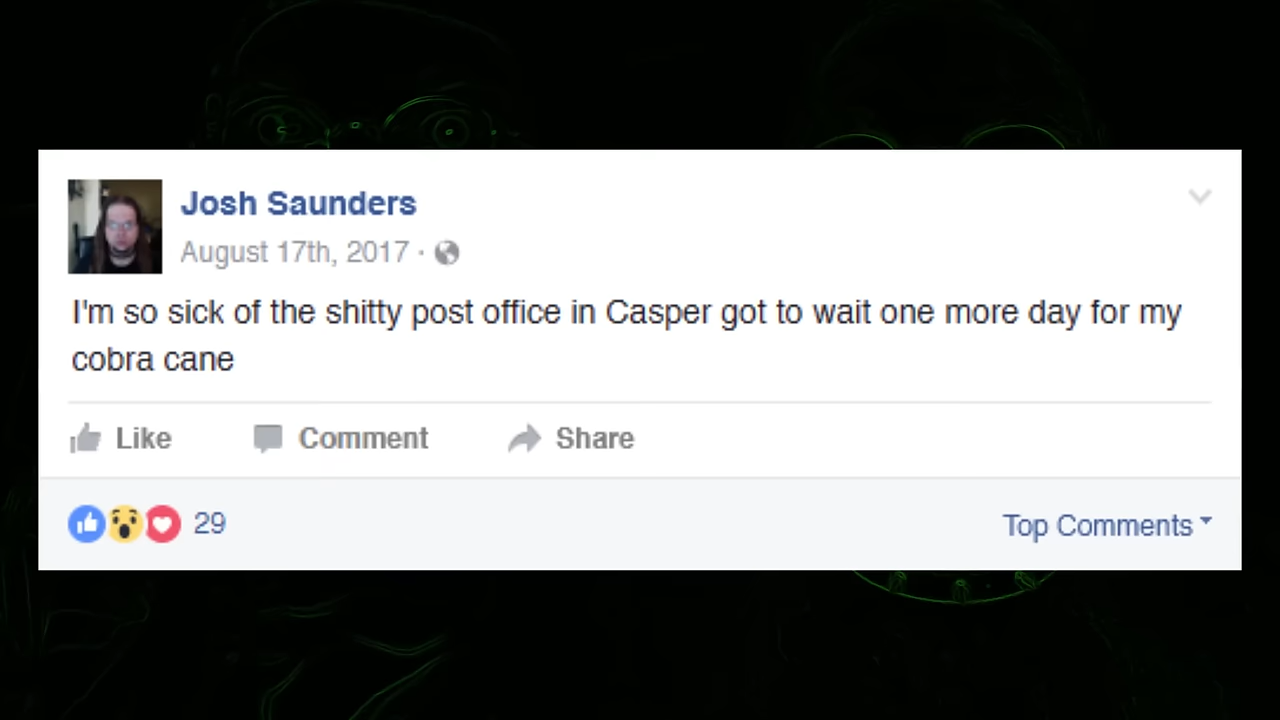 Josh Saunders
August 17th, 2017 ·
I'm so sick of the shitty post office in Casper got to wait one more day for my
cobra cane
Like Comment Share
29 Top Comments